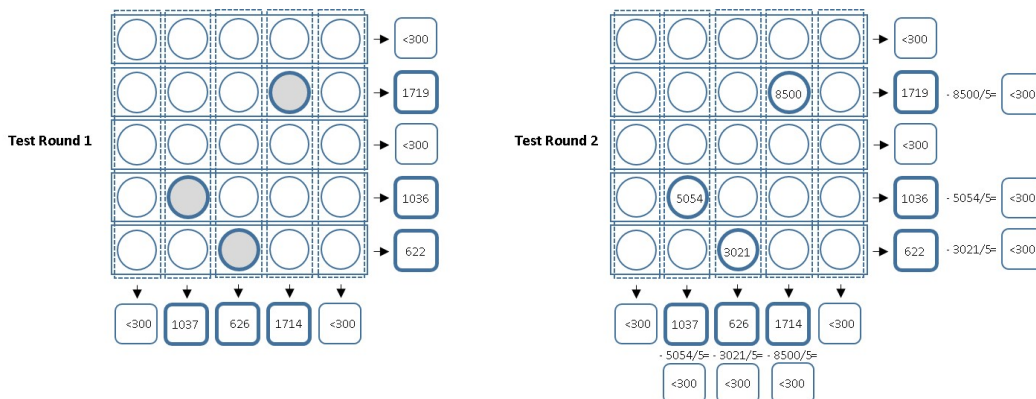 <300
1719
Test Round 1
<300
1036
622
<300 1037 626 1714 <300
<300
8500 1719 - 8500/5= <300
Test Round 2
<300
5054 1036 - 5054/5= <300
3021 622 - 3021/5= <300
<300 1037 626 1714 <300
- 5054/5= - 3021/5= - 8500/5=
<300 <300 <300